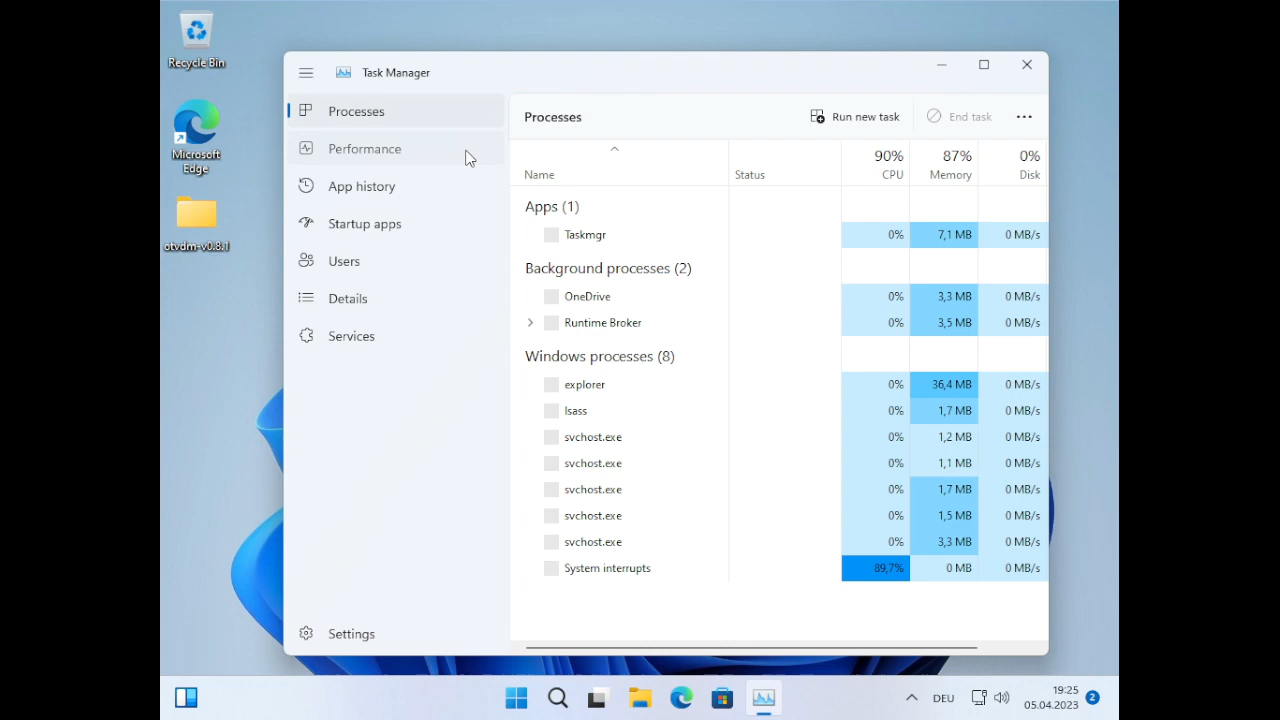 Recycle Bin
Microsoft
Edge
otvdm-v0.8.1
Task Manager
Processes
Performance
App history
Startup apps
Users
Details
Services
Settings
Processes
Run new task
End task
Name
Status
90%
CPU
87%
Memory
0%
Disk
Apps (1)
Taskmgr 0% 7,1 MB 0 MB/s
Background processes (2)
OneDrive 0% 3,3 MB 0 MB/s
Runtime Broker 0% 3,5 MB 0 MB/s
Windows processes (8)
explorer 0% 36,4 MB 0 MB/s
lsass 0% 1,7 MB 0 MB/s
svchost.exe 0% 1,2 MB 0 MB/s
svchost.exe 0% 1,1 MB 0 MB/s
svchost.exe 0% 1,7 MB 0 MB/s
svchost.exe 0% 1,5 MB 0 MB/s
svchost.exe 0% 3,3 MB 0 MB/s
System interrupts 89,7% 0 MB 0 MB/s
DEU
19:25
05.04.2023
2